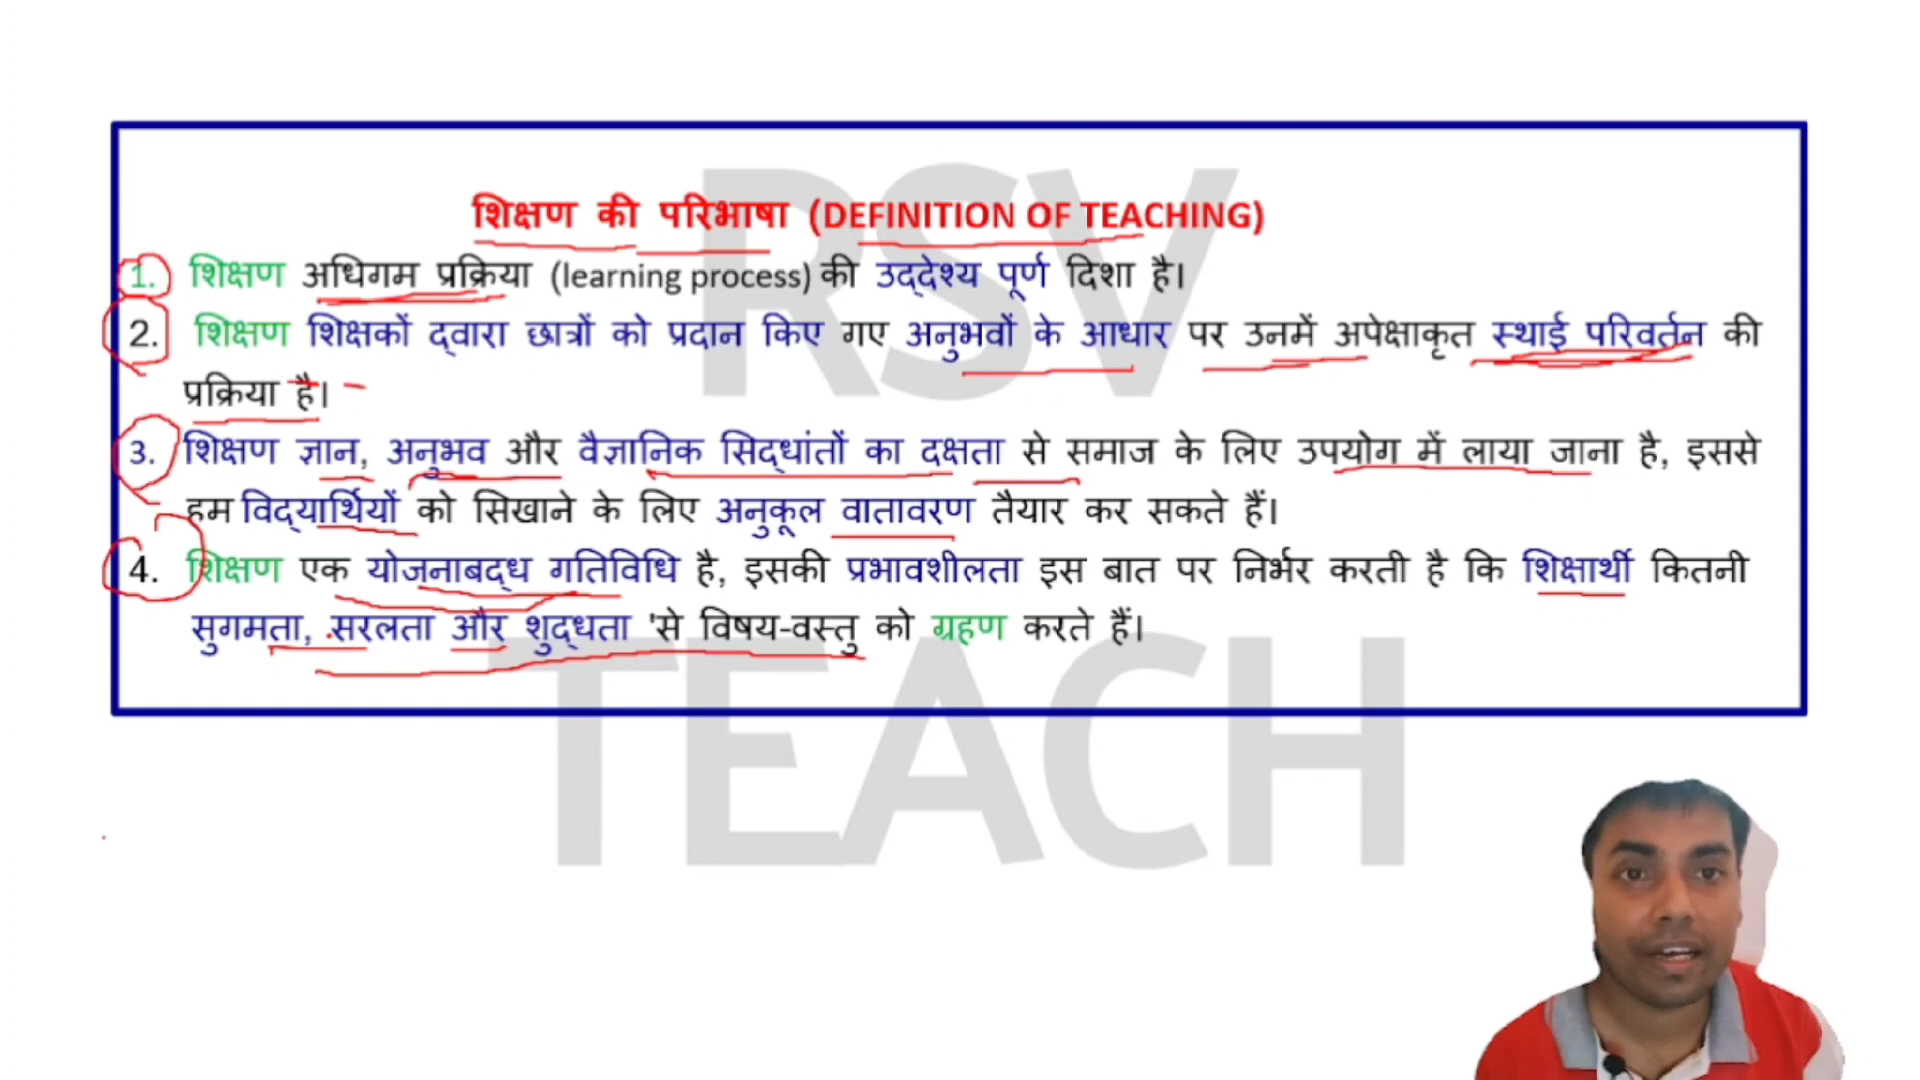 शिक्षण की परिभाषा (DEFINITION OF TEACHING)
1. शिक्षण अधिगम प्रक्रिया (learning process) की उद्देश्य पूर्ण दिशा है।
2. शिक्षण शिक्षकों द्वारा छात्रों को प्रदान किए गए अनुभवों के आधार पर उनमें अपेक्षाकृत स्थाई परिवर्तन की
प्रक्रिया है।
3. शिक्षण ज्ञान, अनुभव और वैज्ञानिक सिद्धांतों का दक्षता से समाज के लिए उपयोग में लाया जाना है, इससे
हम विद्यार्थियों को सिखाने के लिए अनुकूल वातावरण तैयार कर सकते हैं।
4. शिक्षण एक योजनाबद्ध गतिविधि है, इसकी प्रभावशीलता इस बात पर निर्भर करती है कि शिक्षार्थी कितनी
सुगमता, सरलता और शुद्धता 'से विषय-वस्तु को ग्रहण करते हैं।
RSV
TEACH